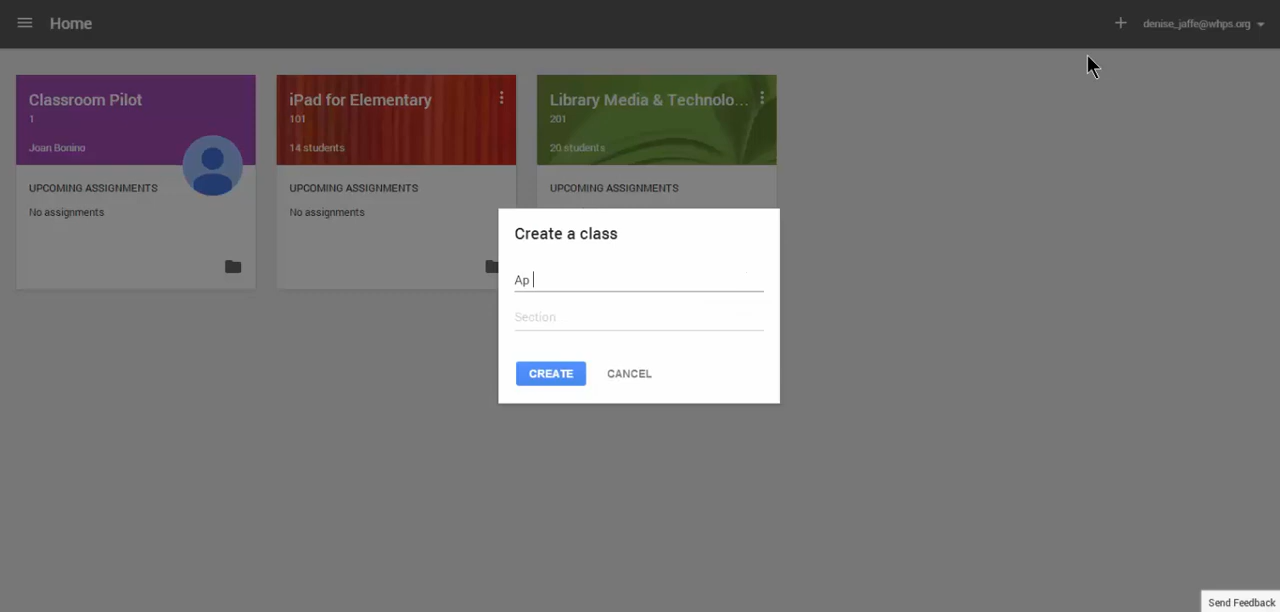 Home
denise_jaffe@whps.org
Classroom Pilot
1
Joan Bonino
UPCOMING ASSIGNMENTS
No assignments
iPad for Elementary
101
14 students
UPCOMING ASSIGNMENTS
No assignments
Library Media & Technolo...
201
20 students
UPCOMING ASSIGNMENTS
Create a class
Ap
Section
CREATE CANCEL
Send Feedback